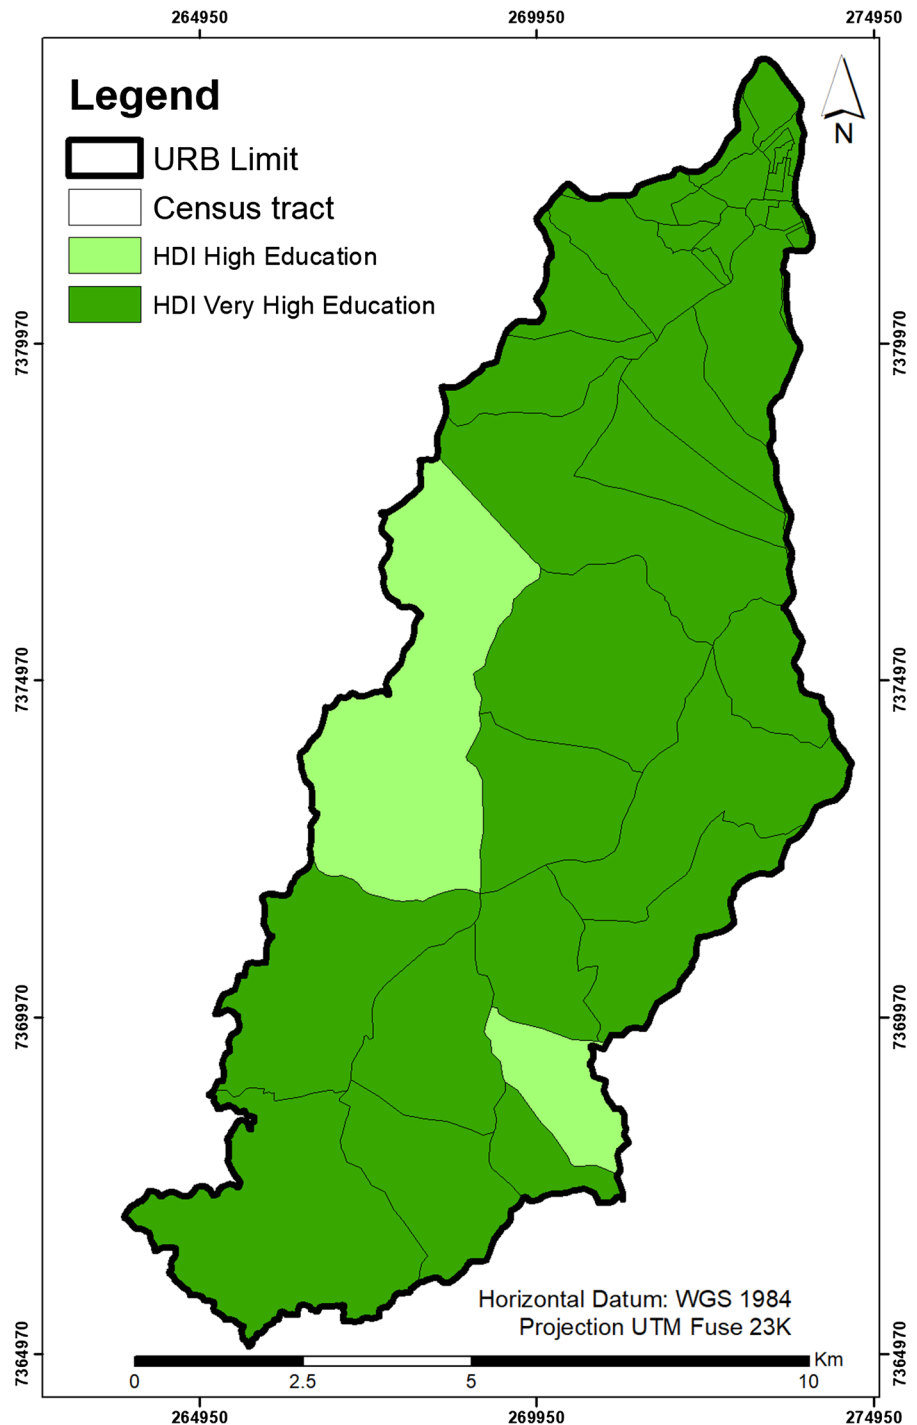 264950 269950 274950
Legend
URB Limit
Census tract
HDI High Education
HDI Very High Education
N
7379970 7379970
7374970 7374970
7369970 7369970
7364970 7364970
Horizontal Datum: WGS 1984
Projection UTM Fuse 23K
Km
0 2.5 5 10
264950 269950 274950